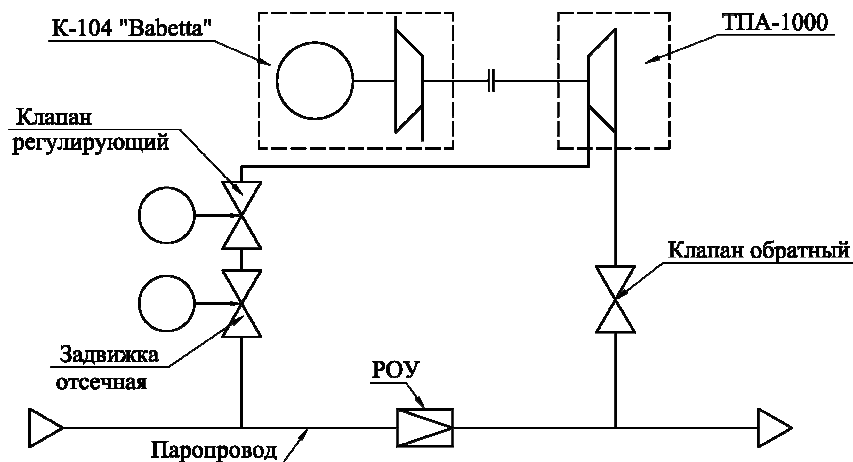 К-104 "Babetta"
ТПА-1000
Клапан
регулирующий
Клапан обратный
Задвижка
отсечная
РОУ
Паропровод